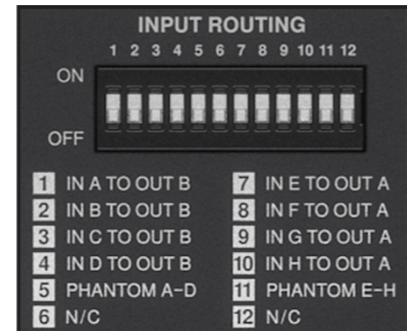 INPUT ROUTING
1 2 3 4 5 6 7 8 9 10 11 12
ON
OFF
1 IN A TO OUT B
2 IN B TO OUT B
3 IN C TO OUT B
4 IN D TO OUT B
5 PHANTOM A-D
6 N/C
7 IN E TO OUT A
8 IN F TO OUT A
9 IN G TO OUT A
10 IN H TO OUT A
11 PHANTOM E-H
12 N/C